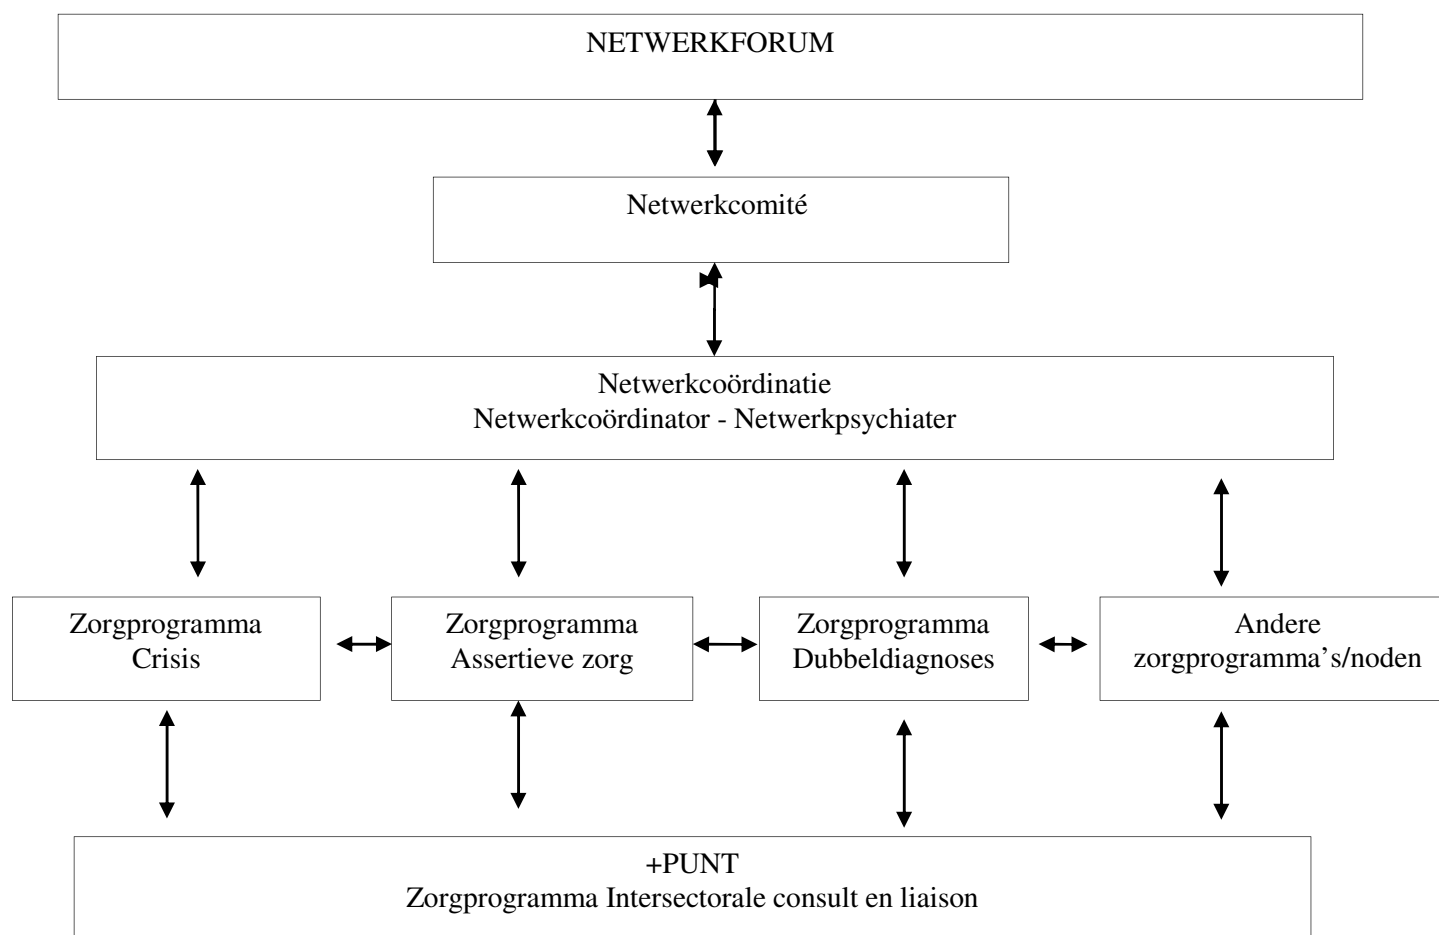 NETWERKFORUM
Netwerkcomité
Netwerkcoördinatie
Netwerkcoördinator - Netwerkpsychiater
Zorgprogramma
Crisis
Zorgprogramma
Assertieve zorg
Zorgprogramma
Dubbeldiagnoses
Andere
zorgprogramma’s/noden
+PUNT
Zorgprogramma Intersectorale consult en liaison